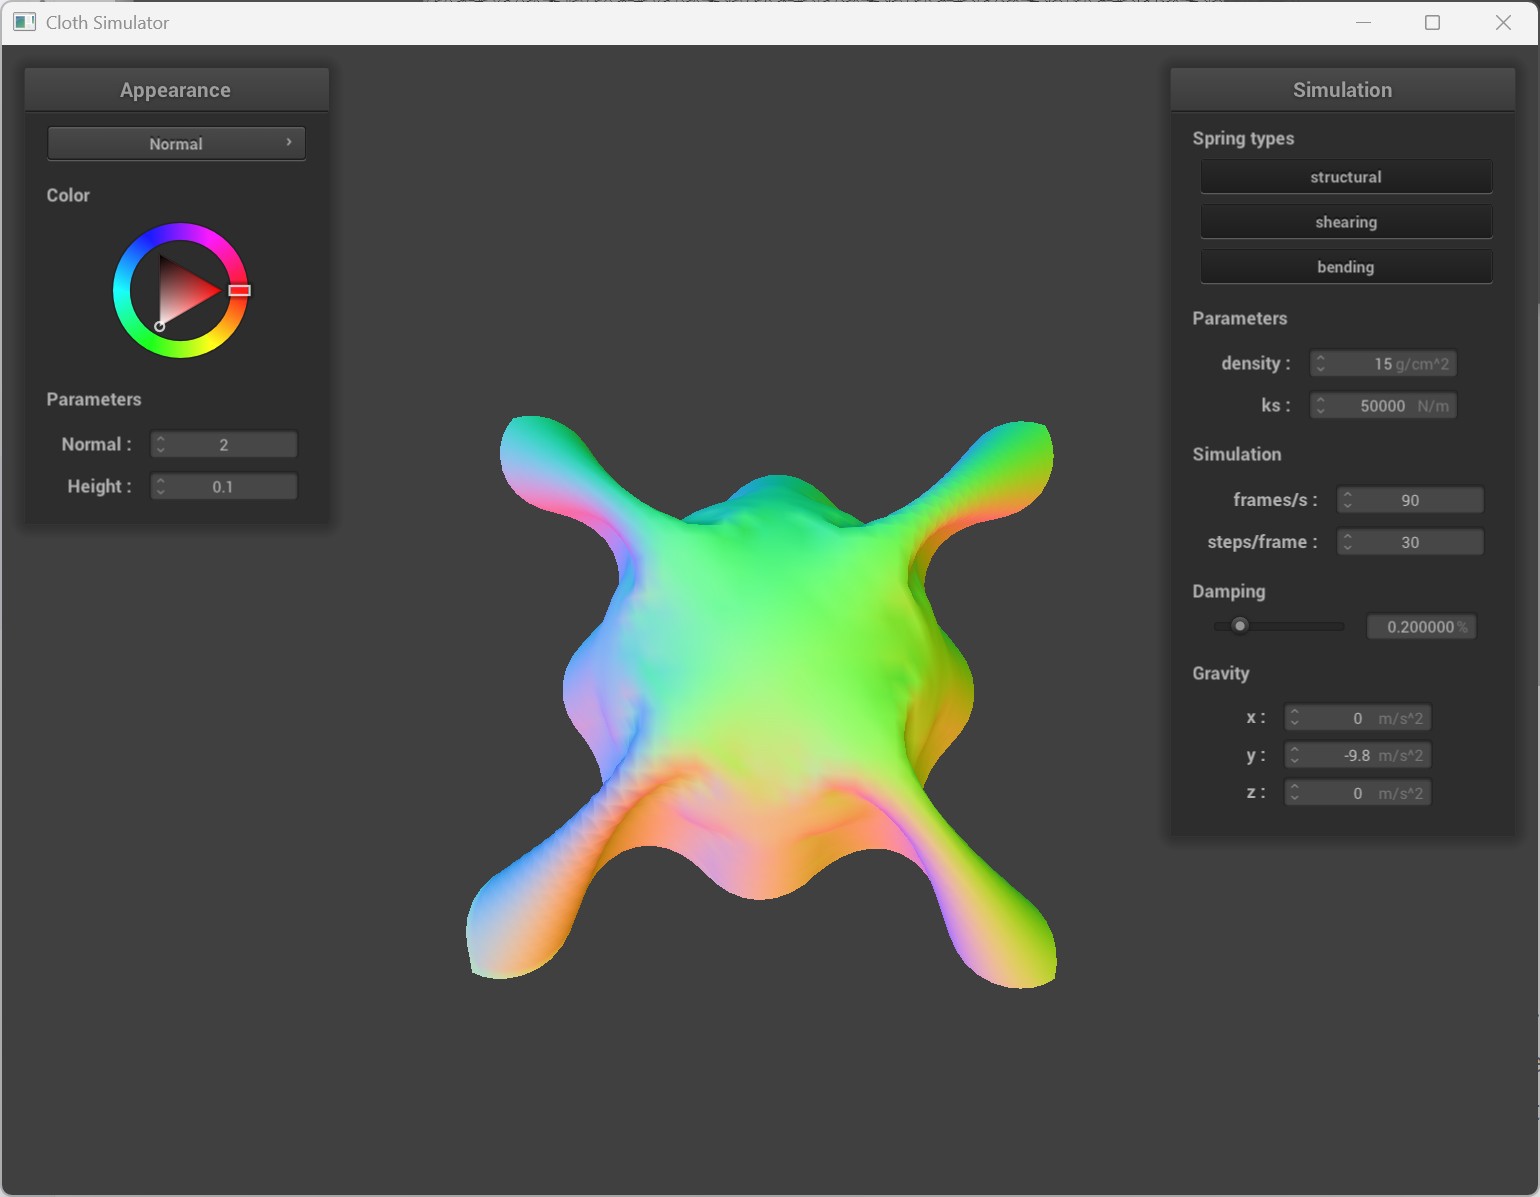 Cloth Simulator
Appearance
Normal
Color
Parameters
Normal : 2
Height : 0.1
Simulation
Spring types
structural
shearing
bending
Parameters
density : 15 g/cm^2
ks : 50000 N/m
Simulation
frames/s : 90
steps/frame : 30
Damping
0.200000 %
Gravity
x : 0 m/s^2
y : -9.8 m/s^2
z : 0 m/s^2